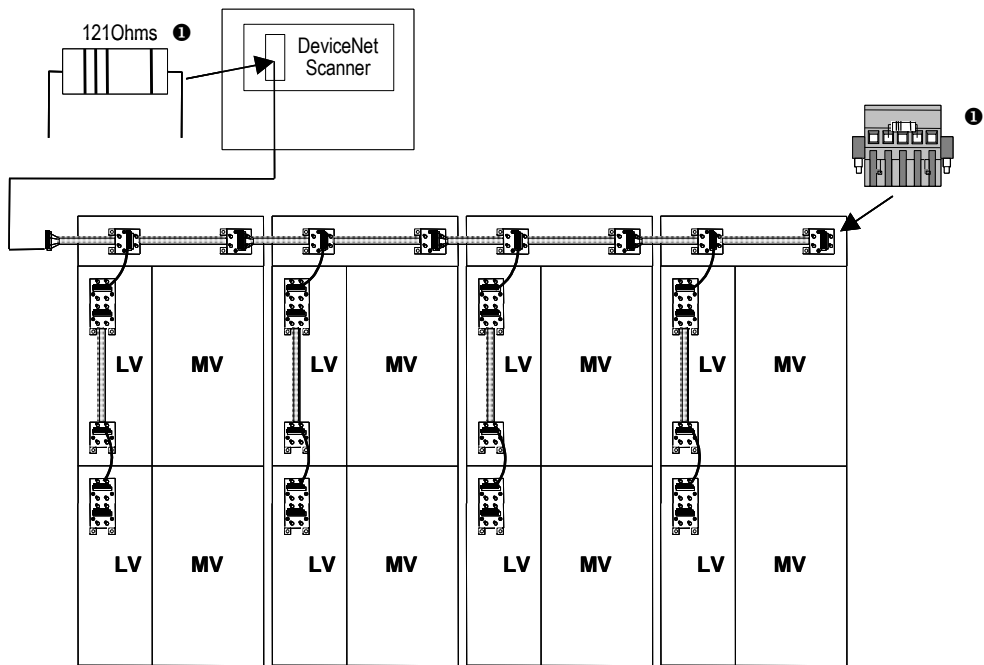 121Ohms ❶
DeviceNet
Scanner
❶
LV MV LV MV LV MV LV MV
LV MV LV MV LV MV LV MV